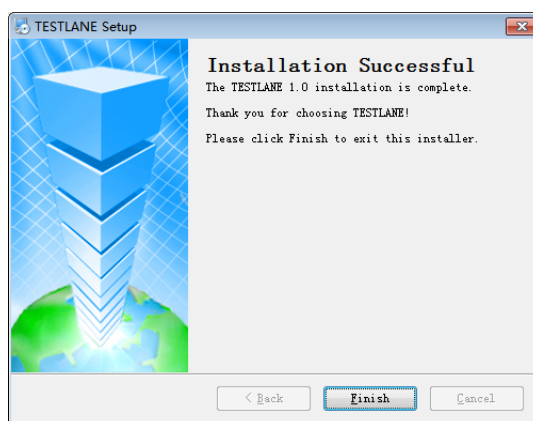 TESTLANE Setup
Installation Successful
The TESTLANE 1.0 installation is complete.
Thank you for choosing TESTLANE!
Please click Finish to exit this installer.
< Back
Finish
Cancel